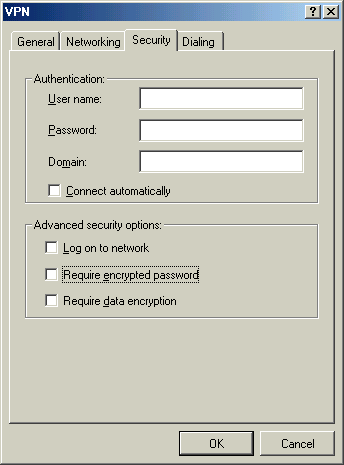 VPN
General Networking Security Dialing
Authentication:
User name:
Password:
Domain:
Connect automatically
Advanced security options:
Log on to network
Require encrypted password
Require data encryption
OK Cancel